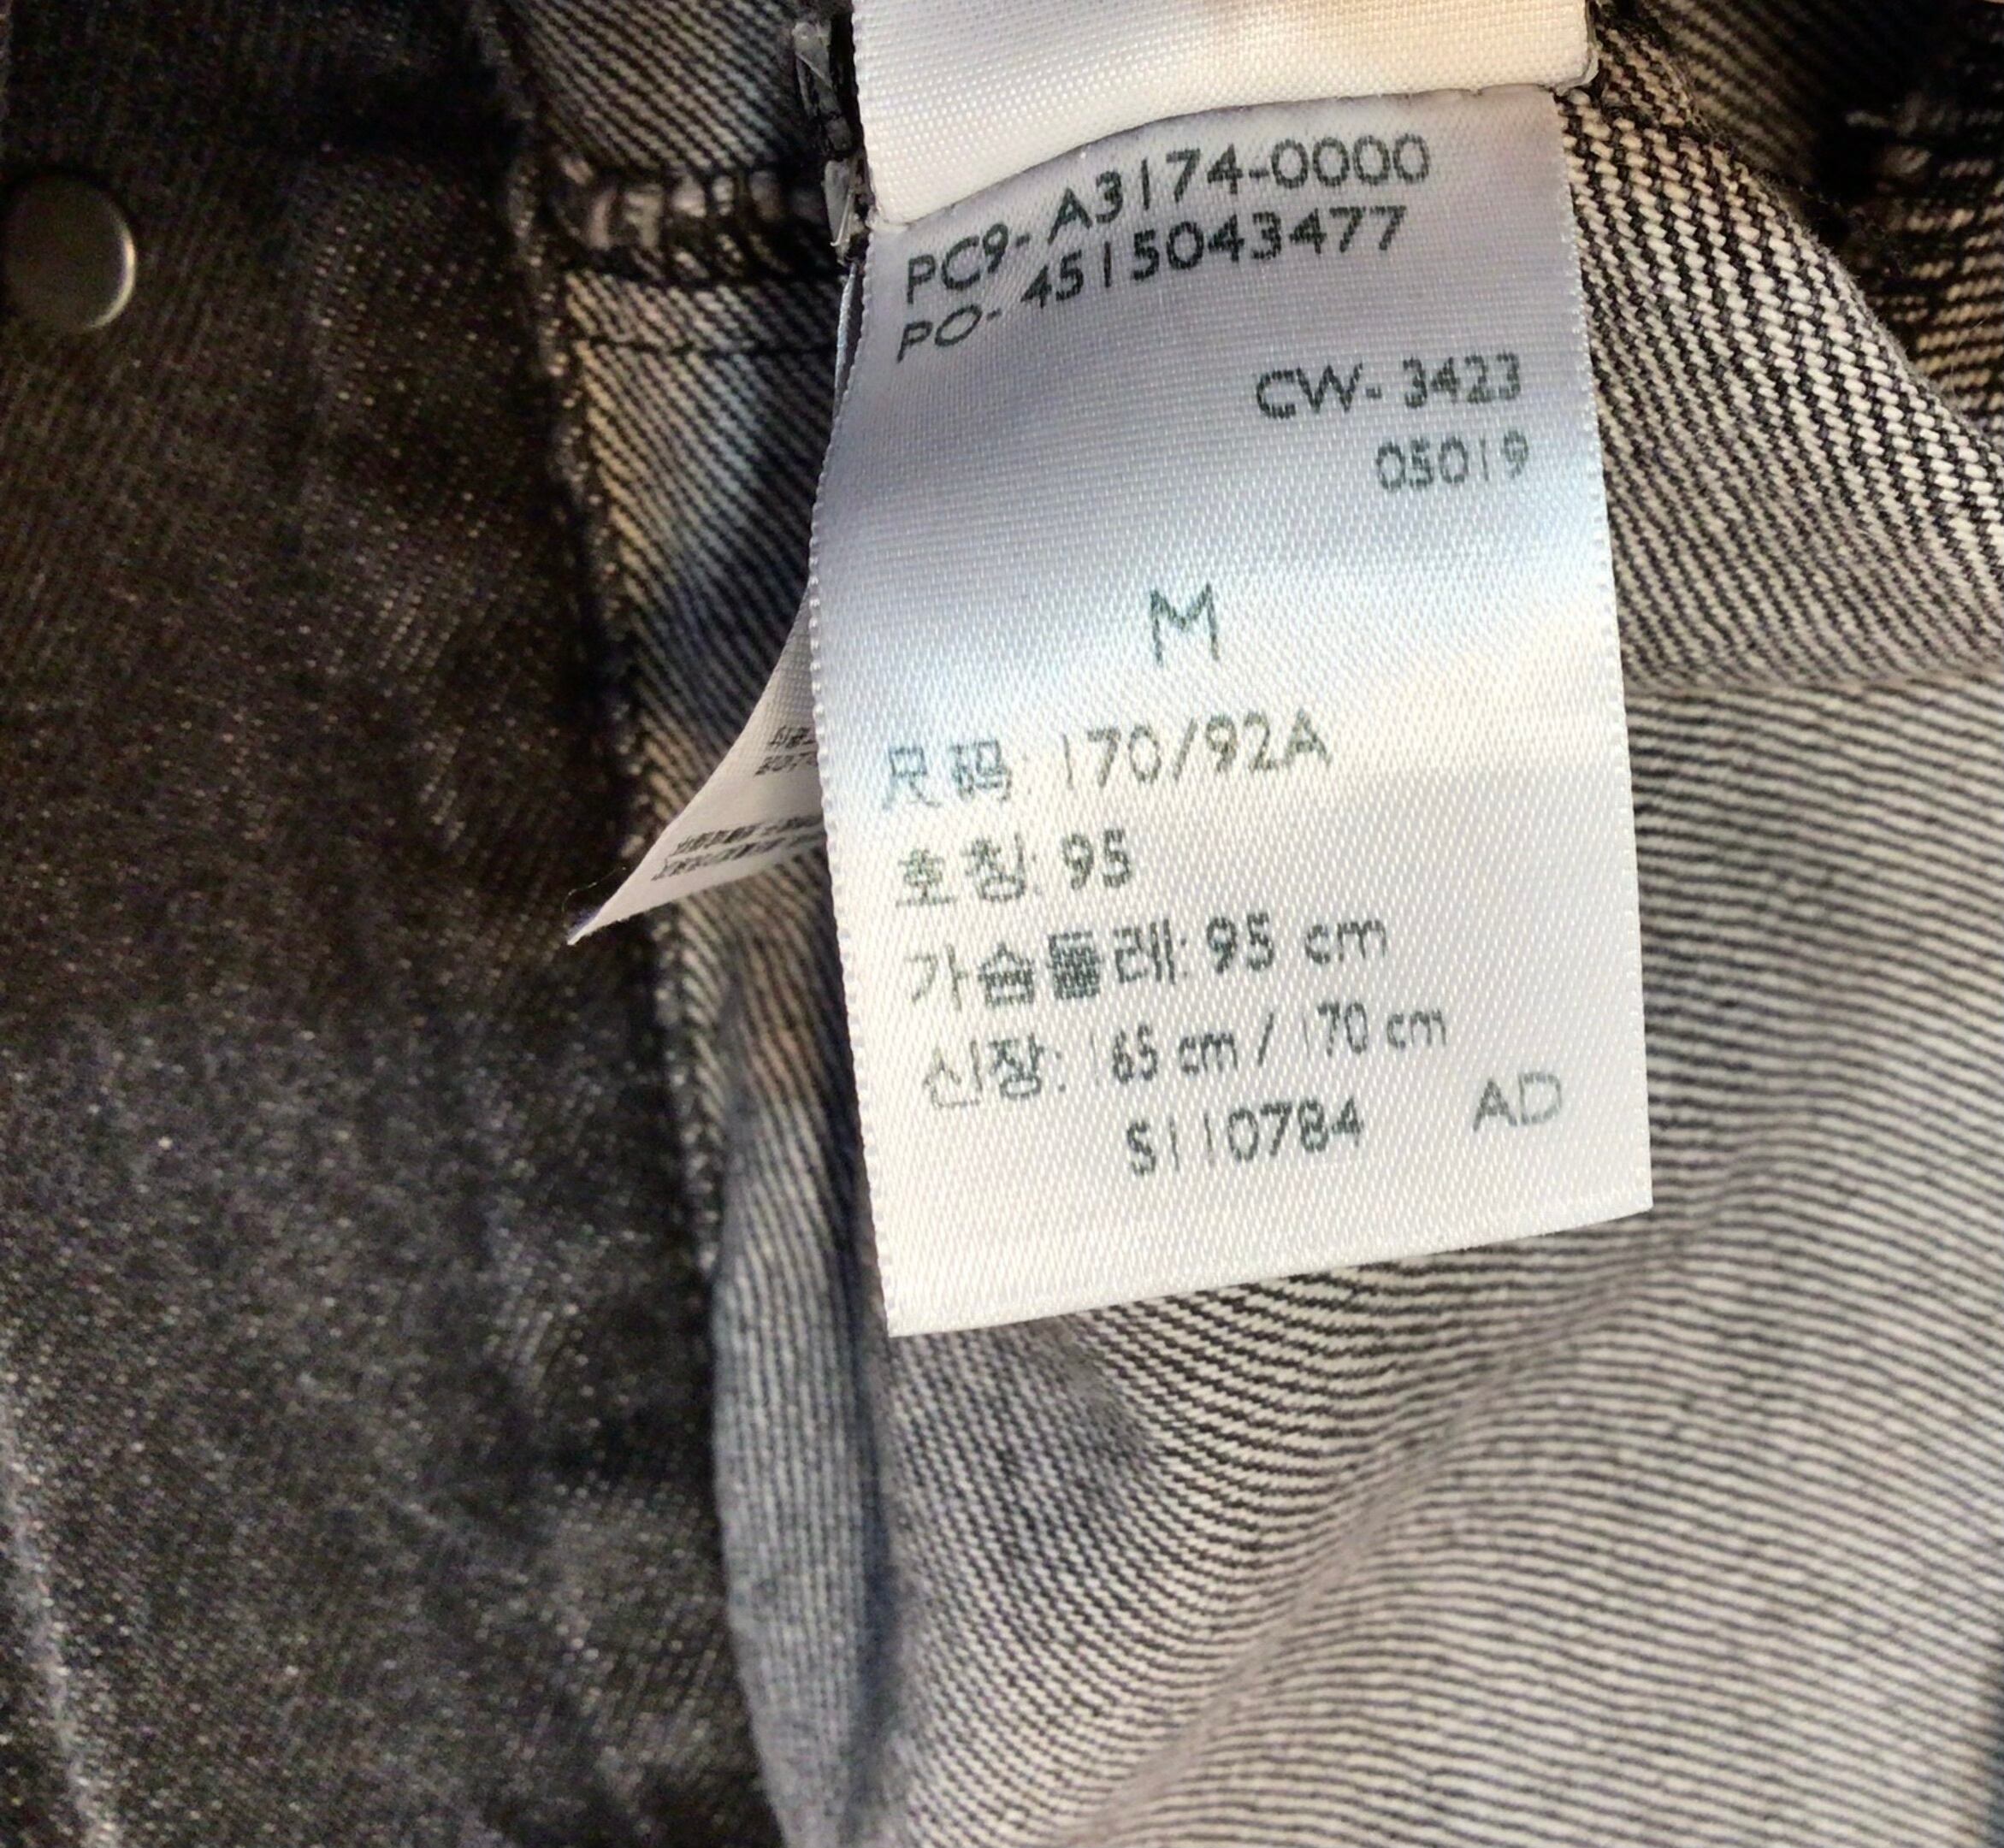 PC9-A3174-0000
PO-4515043477
CW-3423
05019
M
尺码: 170/92A
호칭: 95
가슴둘레: 95 cm
신장: 165 cm / 170 cm
S110784 AD